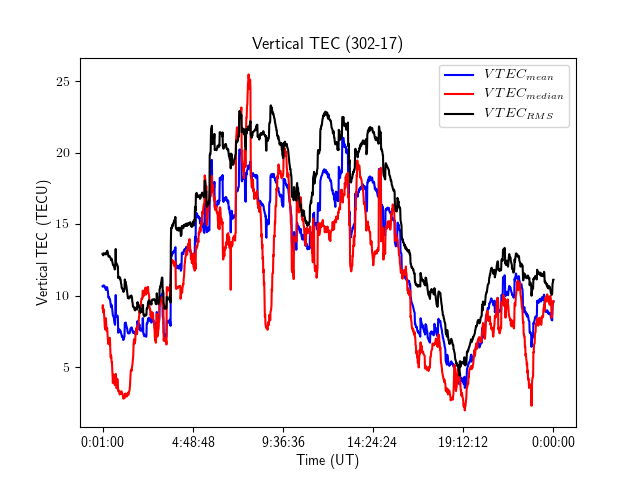 Vertical TEC (302-17)
VTEC_mean
VTEC_median
VTEC_RMS
Vertical TEC (TECU)
25
20
15
10
5
0:01:00 4:48:48 9:36:36 14:24:24 19:12:12 0:00:00
Time (UT)